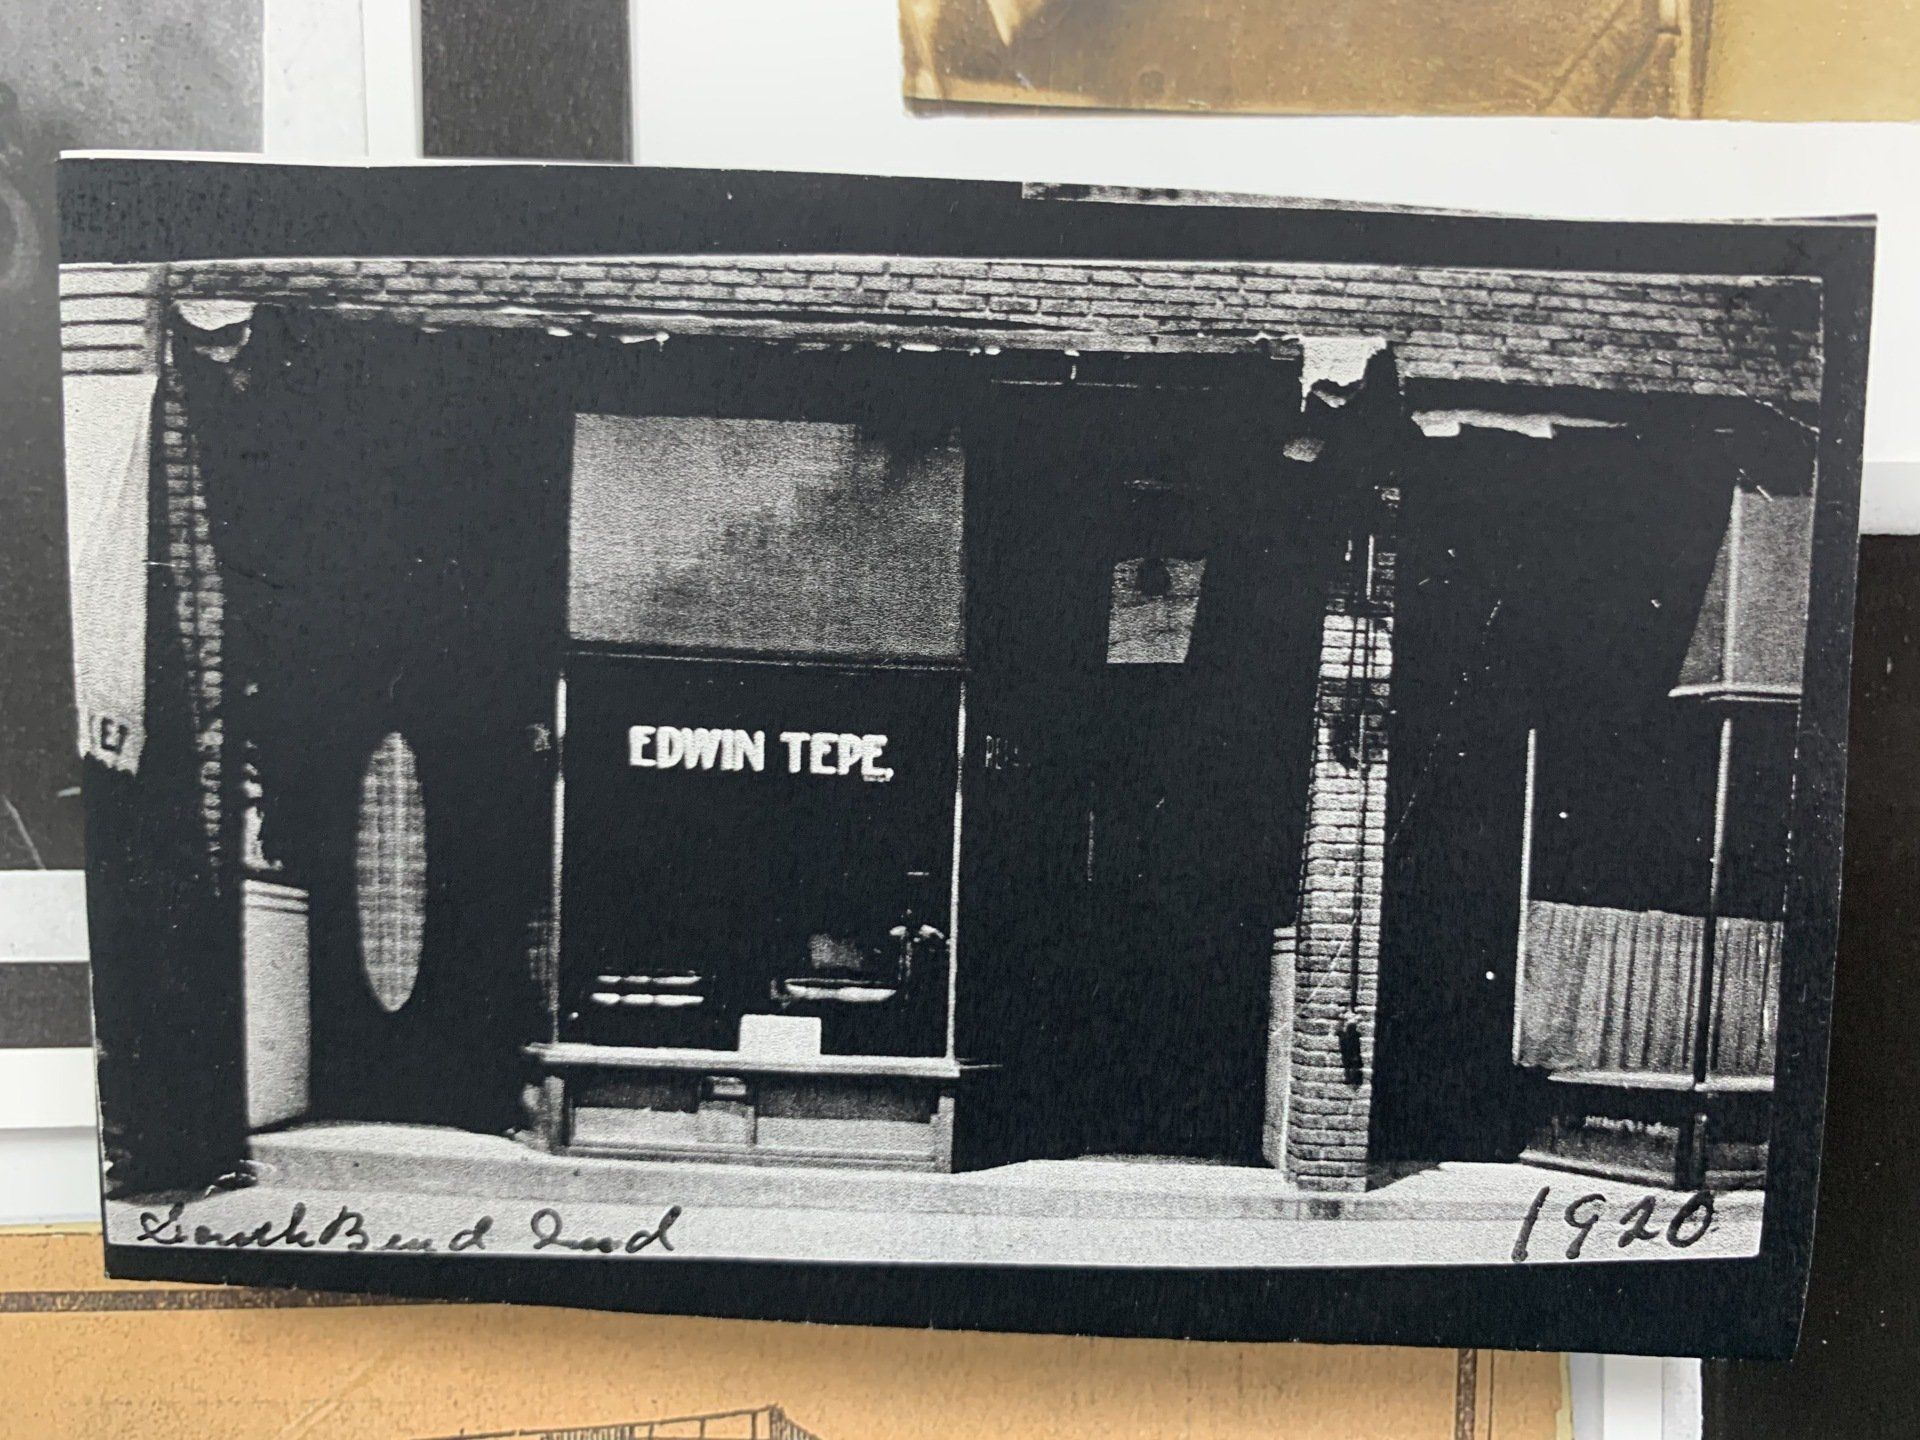 EDWIN TEPE.
South Bend Ind
1920